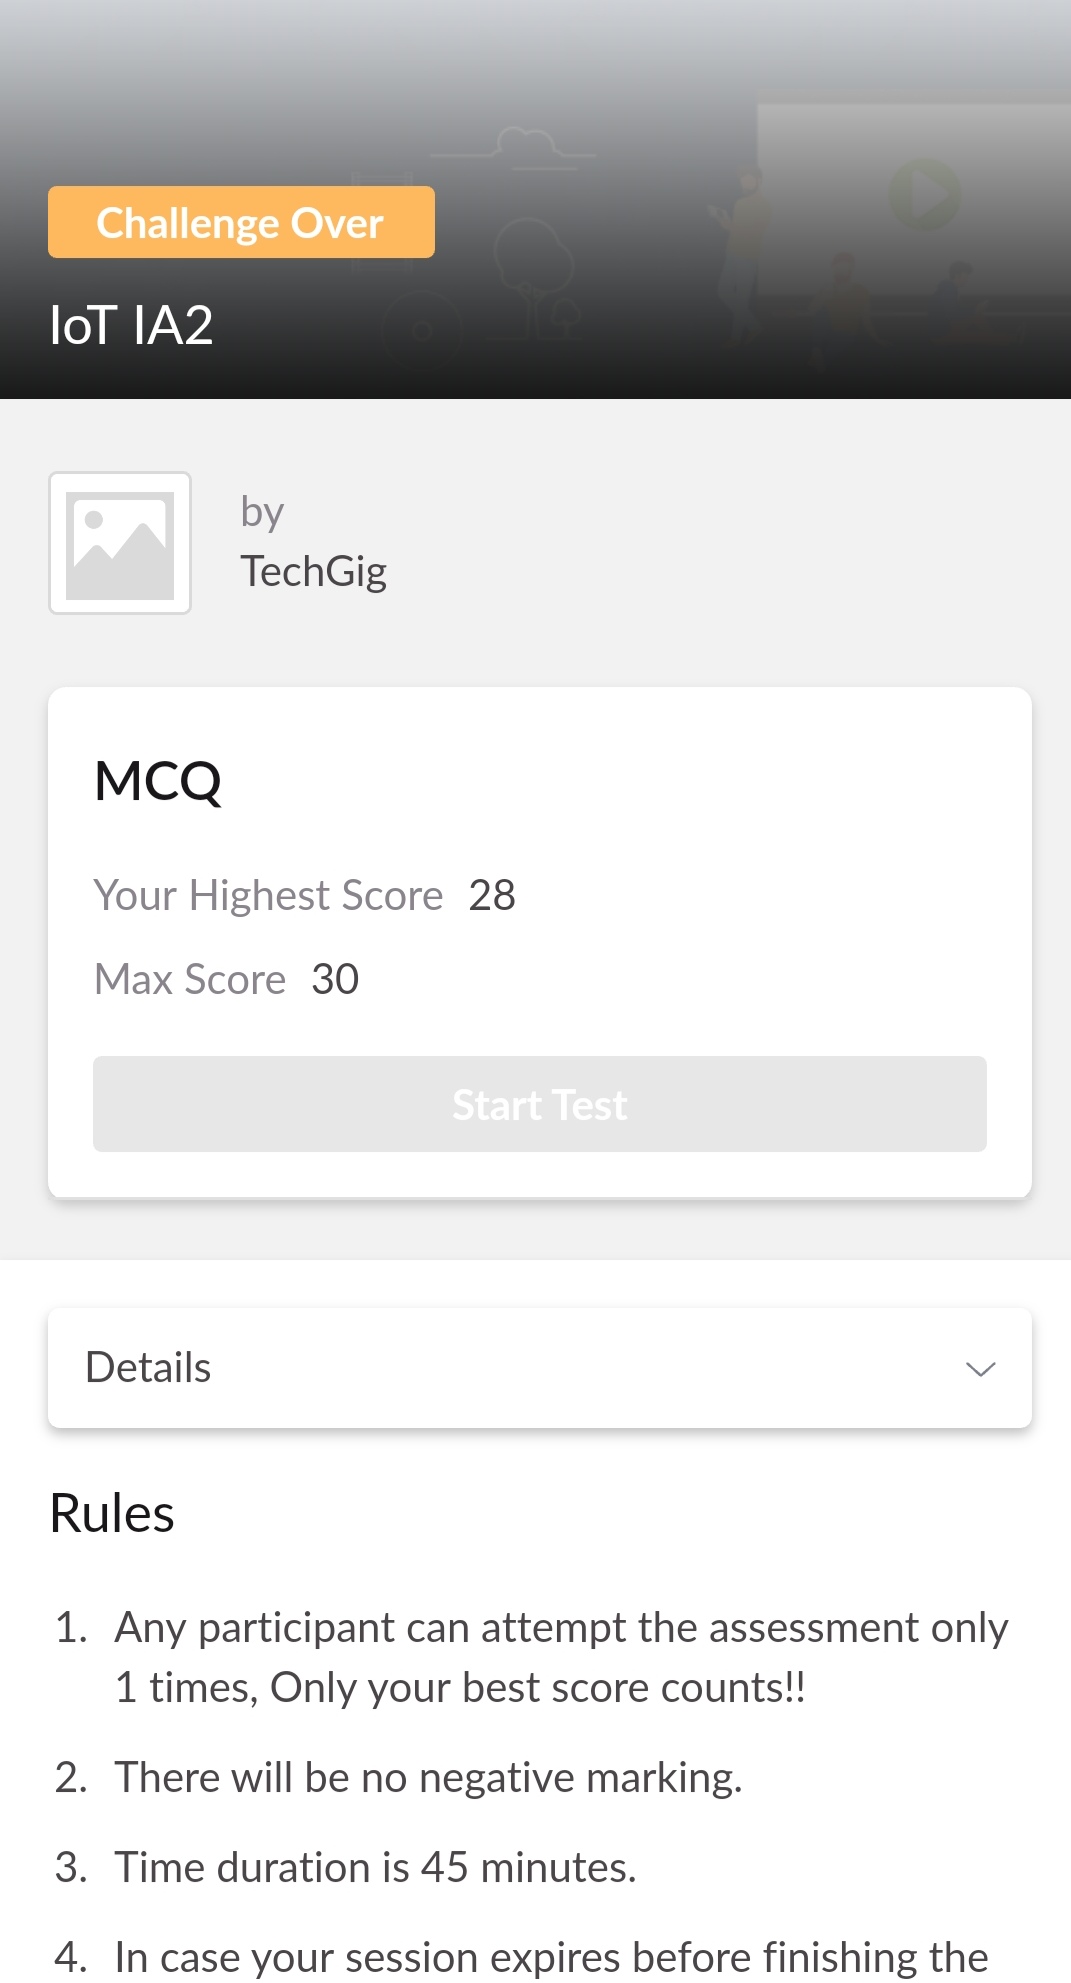 Challenge Over
IoT IA2
by
TechGig
MCQ
Your Highest Score 28
Max Score 30
Start Test
Details
Rules
1. Any participant can attempt the assessment only
1 times, Only your best score counts!!
2. There will be no negative marking.
3. Time duration is 45 minutes.
4. In case your session expires before finishing the